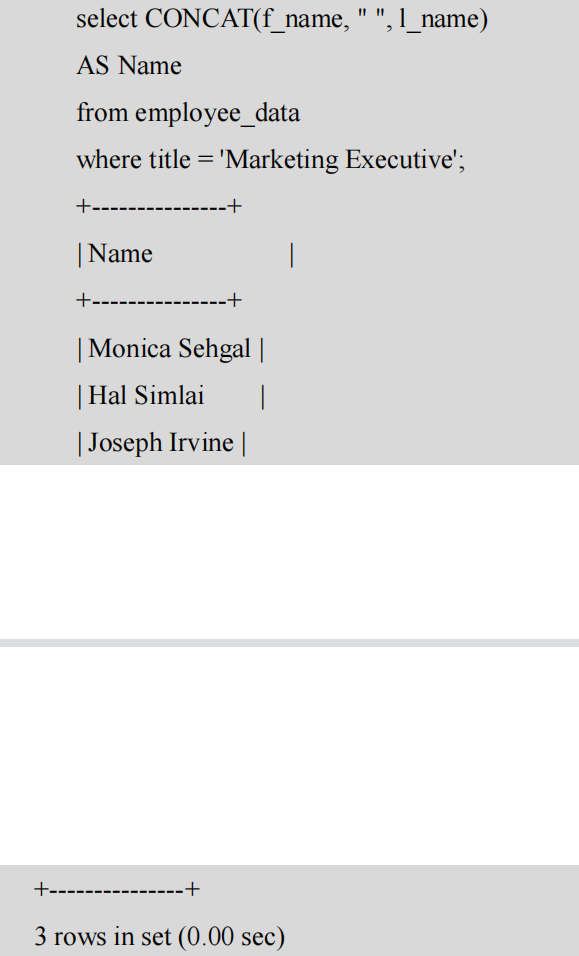 select CONCAT(f_name, " ", l_name)
AS Name
from employee_data
where title = 'Marketing Executive';
+---------------+
| Name |
+---------------+
| Monica Sehgal |
| Hal Simlai |
| Joseph Irvine |
+---------------+
3 rows in set (0.00 sec)